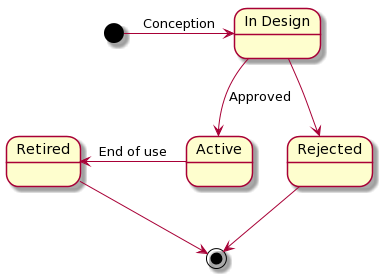 Conception
In Design
Approved
Retired
End of use
Active
Rejected